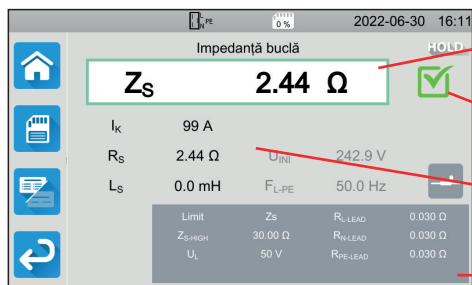 L N PE 0 % 2022-06-30 16:11
Impedanță buclă HOLD
ZS 2.44 Ω
IK 99 A
RS 2.44 Ω UINI 242.9 V
LS 0.0 mH FL-PE 50.0 Hz
Limit Zs RL-LEAD 0.030 Ω
ZS-HIGH 30.00 Ω RN-LEAD 0.030 Ω
UL 50 V RPE-LEAD 0.030 Ω